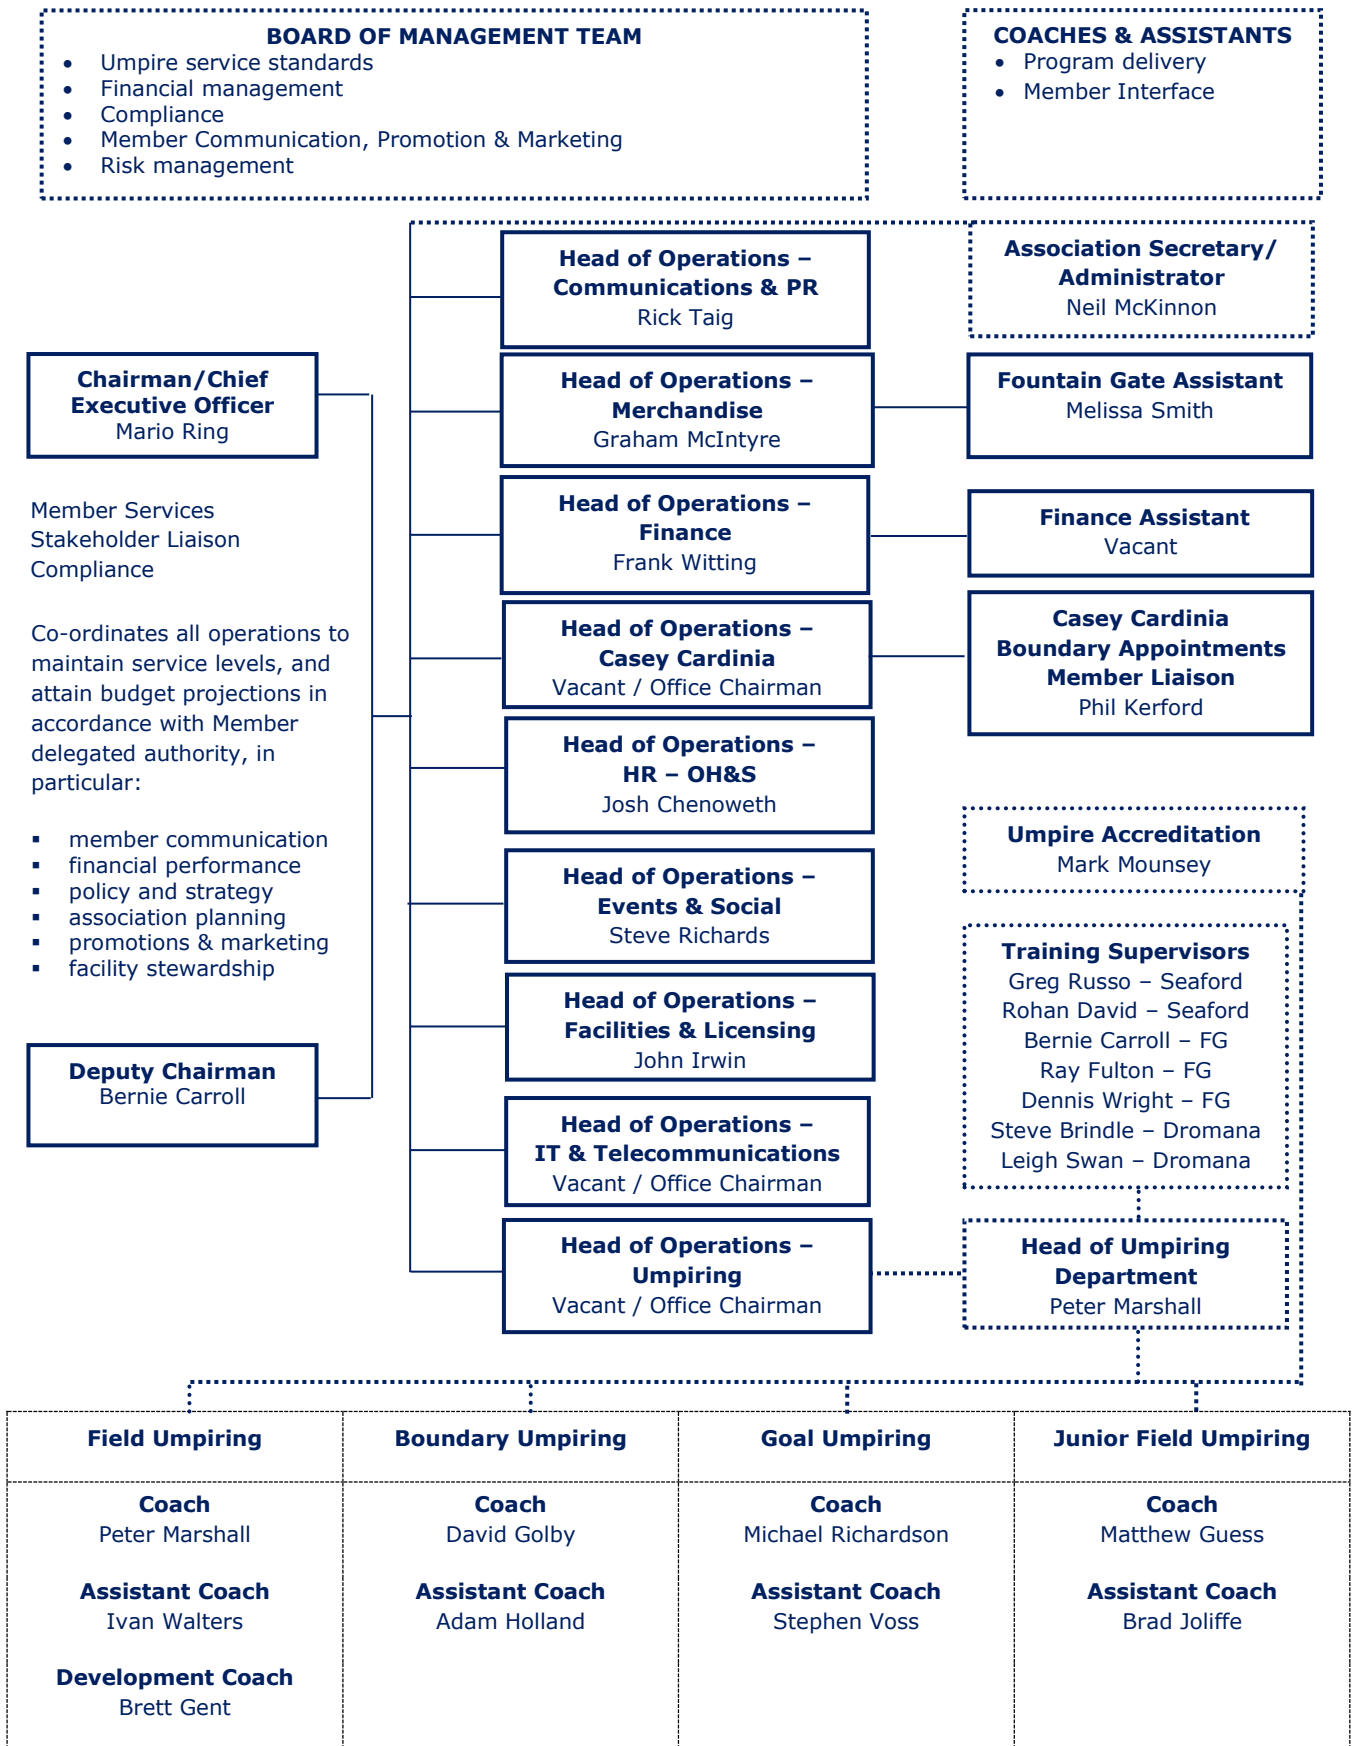 BOARD OF MANAGEMENT TEAM
• Umpire service standards
• Financial management
• Compliance
• Member Communication, Promotion & Marketing
• Risk management
COACHES & ASSISTANTS
• Program delivery
• Member Interface
Chairman/Chief
Executive Officer
Mario Ring
Member Services
Stakeholder Liaison
Compliance
Co-ordinates all operations to
maintain service levels, and
attain budget projections in
accordance with Member
delegated authority, in
particular:
▪ member communication
▪ financial performance
▪ policy and strategy
▪ association planning
▪ promotions & marketing
▪ facility stewardship
Deputy Chairman
Bernie Carroll
Head of Operations –
Communications & PR
Rick Taig
Head of Operations –
Merchandise
Graham McIntyre
Head of Operations –
Finance
Frank Witting
Head of Operations –
Casey Cardinia
Vacant / Office Chairman
Head of Operations –
HR – OH&S
Josh Chenoweth
Head of Operations –
Events & Social
Steve Richards
Head of Operations –
Facilities & Licensing
John Irwin
Head of Operations –
IT & Telecommunications
Vacant / Office Chairman
Head of Operations –
Umpiring
Vacant / Office Chairman
Association Secretary/
Administrator
Neil McKinnon
Fountain Gate Assistant
Melissa Smith
Finance Assistant
Vacant
Casey Cardinia
Boundary Appointments
Member Liaison
Phil Kerford
Umpire Accreditation
Mark Mounsey
Training Supervisors
Greg Russo – Seaford
Rohan David – Seaford
Bernie Carroll – FG
Ray Fulton – FG
Dennis Wright – FG
Steve Brindle – Dromana
Leigh Swan – Dromana
Head of Umpiring
Department
Peter Marshall
Field Umpiring
Coach
Peter Marshall
Assistant Coach
Ivan Walters
Development Coach
Brett Gent
Boundary Umpiring
Coach
David Golby
Assistant Coach
Adam Holland
Goal Umpiring
Coach
Michael Richardson
Assistant Coach
Stephen Voss
Junior Field Umpiring
Coach
Matthew Guess
Assistant Coach
Brad Joliffe